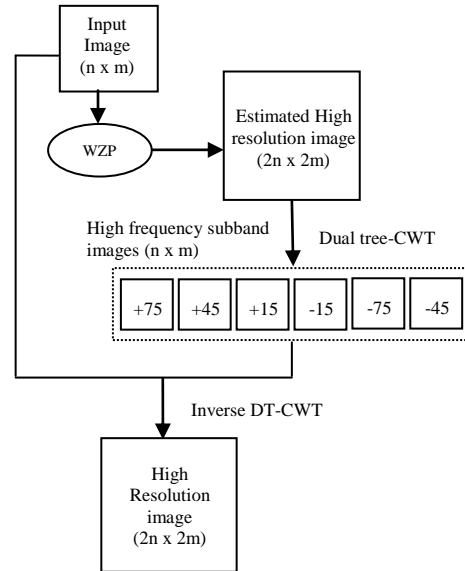 Input
Image
(n x m)
WZP
Estimated High
resolution image
(2n x 2m)
High frequency subband
images (n x m)
Dual tree-CWT
+75 +45 +15 -15 -75 -45
Inverse DT-CWT
High
Resolution
image
(2n x 2m)